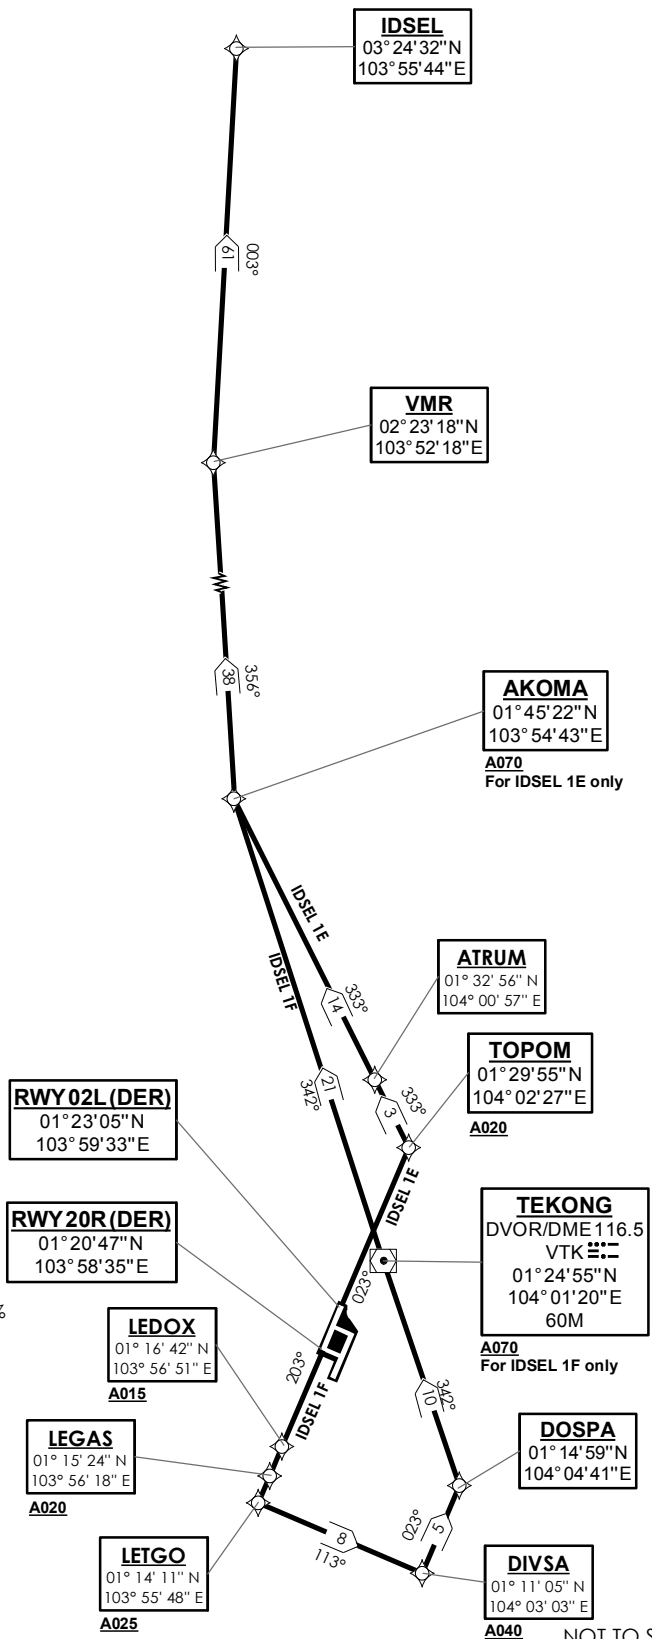 IDSEL
03°24'32"N
103°55'44"E
003°
61
VMR
02°23'18"N
103°52'18"E
356°
38
AKOMA
01°45'22"N
103°54'43"E
A070
For IDSEL 1E only
IDSEL 1E
IDSEL 1F
ATRUM
01° 32' 56" N
104° 00' 57" E
333°
14
TOPOM
01°29'55"N
104°02'27"E
A020
21
342°
333°
3
RWY 02L (DER)
01°23'05"N
103°59'33"E
IDSEL 1E
TEKONG
DVOR/DME 116.5
VTK
01°24'55"N
104°01'20"E
60M
A070
For IDSEL 1F only
RWY 20R (DER)
01°20'47"N
103°58'35"E
023°
%
LEDOX
01° 16' 42" N
103° 56' 51" E
A015
203°
IDSEL 1F
342°
10
LEGAS
01° 15' 24" N
103° 56' 18" E
A020
DOSPA
01°14'59"N
104°04'41"E
023°
5
LETGO
01° 14' 11" N
103° 55' 48" E
A025
8
113°
DIVSA
01° 11' 05" N
104° 03' 03" E
A040
NOT TO S